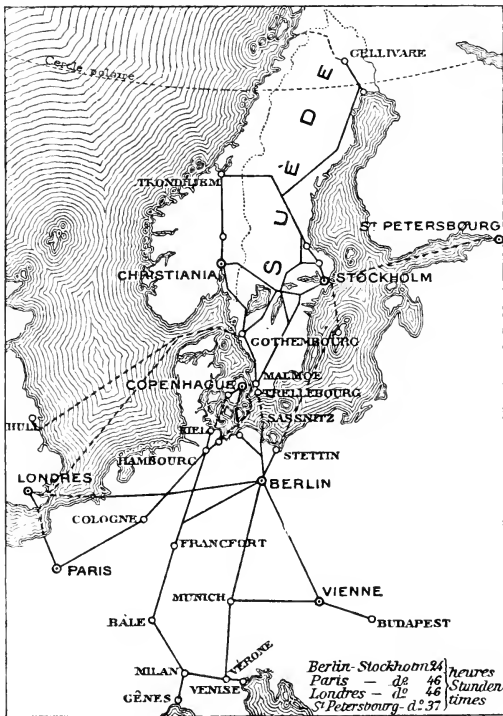 GELLIVARE
Cercle polaire
SUÈDE
TRONDHJEM
ST PETERSBOURG
CHRISTIANIA
STOCKHOLM
GOTHEMBOURG
COPENHAGUE
MALMOE
TRELLEBOURG
SASSNITZ
HULL
KIEL
HAMBOURG
STETTIN
LONDRES
BERLIN
COLOGNE
FRANCFORT
PARIS
MUNICH
VIENNE
BÂLE
BUDAPEST
VÉRONE
MILAN
VENISE
GÊNES
Berlin-Stockholm 24
Paris — do 46
Londres — do 46
St Petersbourg - do 37
heures
Stunden
times